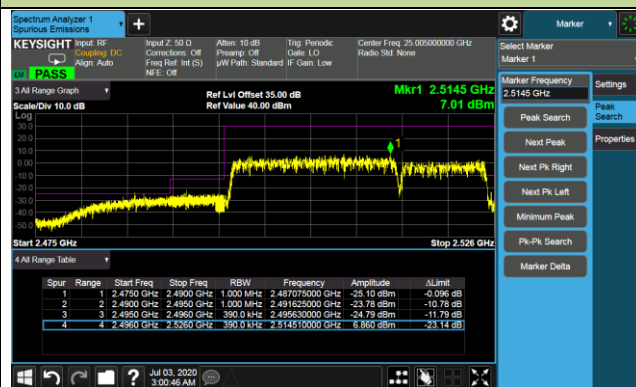 Spectrum Analyzer 1
Spurious Emissions
+
Marker
KEYSIGHT Input: RF Input Z: 50 Ω Atten: 10 dB Trig: Periodic Center Freq: 25.005000000 GHz
Coupling: DC Corrections: Off Preamp: Off Gate: LO Radio Std: None
Align: Auto Freq Ref: Int (S) µW Path: Standard IF Gain: Low
NFE: Off
PASS
Select Marker
Marker 1
3 All Range Graph
Ref Lvl Offset 35.00 dB
Mkr1 2.5145 GHz
Scale/Div 10.0 dB
Ref Value 40.00 dBm
7.01 dBm
Log
30.0
20.0
10.0
0.00
-10.0
-20.0
-30.0
-40.0
-50.0
1
Start 2.475 GHz
Stop 2.526 GHz
Marker Frequency
2.5145 GHz
Peak Search
Next Peak
Next Pk Right
Next Pk Left
Minimum Peak
Pk-Pk Search
Marker Delta
Settings
Peak
Search
Properties
4 All Range Table
Spur Range Start Freq Stop Freq RBW Frequency Amplitude ΔLimit
1 1 2.4750 GHz 2.4900 GHz 1.000 MHz 2.487075000 GHz -25.10 dBm -0.096 dB
2 2 2.4900 GHz 2.4950 GHz 1.000 MHz 2.491625000 GHz -23.78 dBm -10.78 dB
3 3 2.4950 GHz 2.4960 GHz 390.0 kHz 2.495630000 GHz -24.79 dBm -11.79 dB
4 4 2.4960 GHz 2.5260 GHz 390.0 kHz 2.514510000 GHz 6.860 dBm -23.14 dB
?
Jul 03, 2020
3:00:46 AM